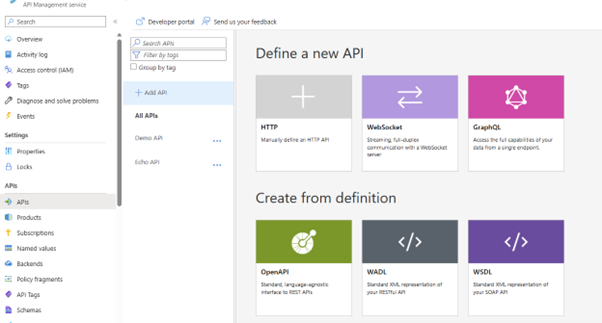 API Management service
Search
«
Overview
Activity log
Access control (IAM)
Tags
Diagnose and solve problems
Events
Settings
Properties
Locks
APIs
APIs
Products
Subscriptions
Named values
Backends
Policy fragments
API Tags
Schemas
Developer portal
Send us your feedback
Search APIs
Filter by tags
Group by tag
+ Add API
All APIs
Demo API
...
Echo API
...
Define a new API
HTTP
Manually define an HTTP API
WebSocket
Streaming, full-duplex
communication with a WebSocket
server
GraphQL
Access the full capabilities of your
data from a single endpoint.
Create from definition
OpenAPI
Standard, language-agnostic
interface to REST APIs
</>
WADL
Standard XML representation of
your RESTful API
</>
WSDL
Standard XML representation of
your SOAP API